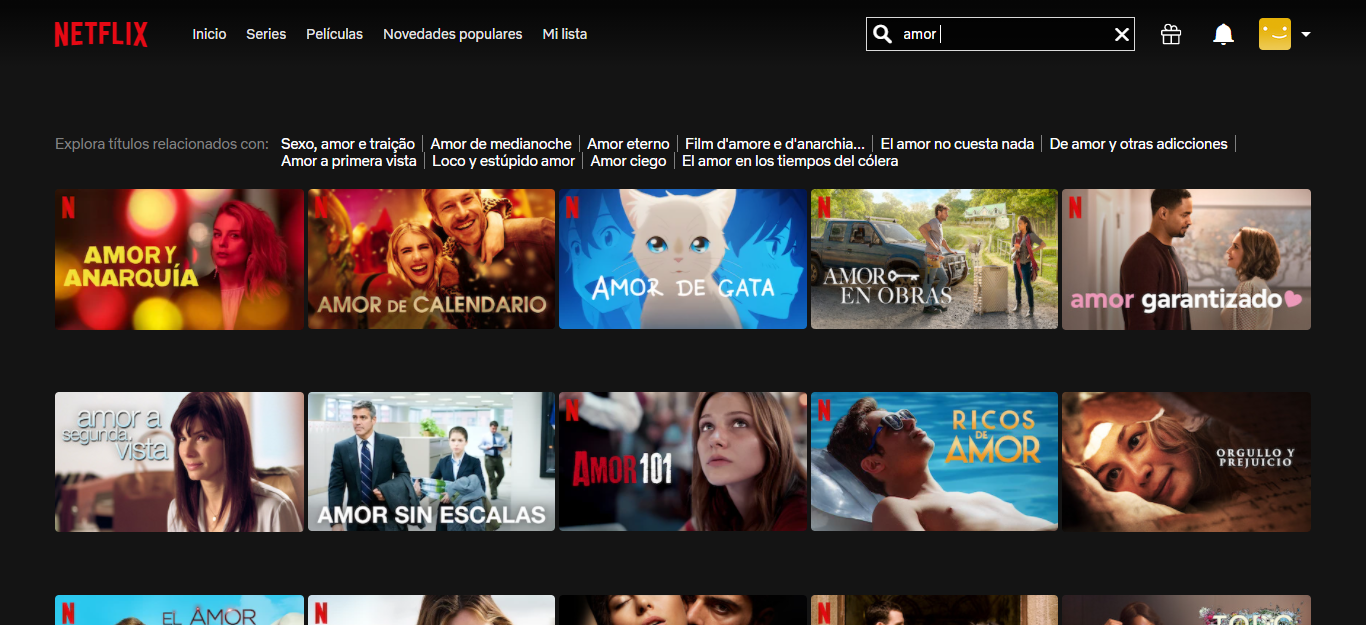 NETFLIX Inicio Series Películas Novedades populares Mi lista amor
Explora títulos relacionados con: Sexo, amor e traição Amor de medianoche Amor eterno Film d'amore e d'anarchia... El amor no cuesta nada De amor y otras adicciones
Amor a primera vista Loco y estúpido amor Amor ciego El amor en los tiempos del cólera
N
AMOR Y
ANARQUÍA
N
AMOR DE CALENDARIO
N
AMOR DE GATA
N
AMOR
EN OBRAS
N
amor garantizado
amor a
segunda
vista
AMOR SIN ESCALAS
N
AMOR 101
N
RICOS
DE
AMOR
ORGULLO Y
PREJUICIO
N
EL AMOR
N
N